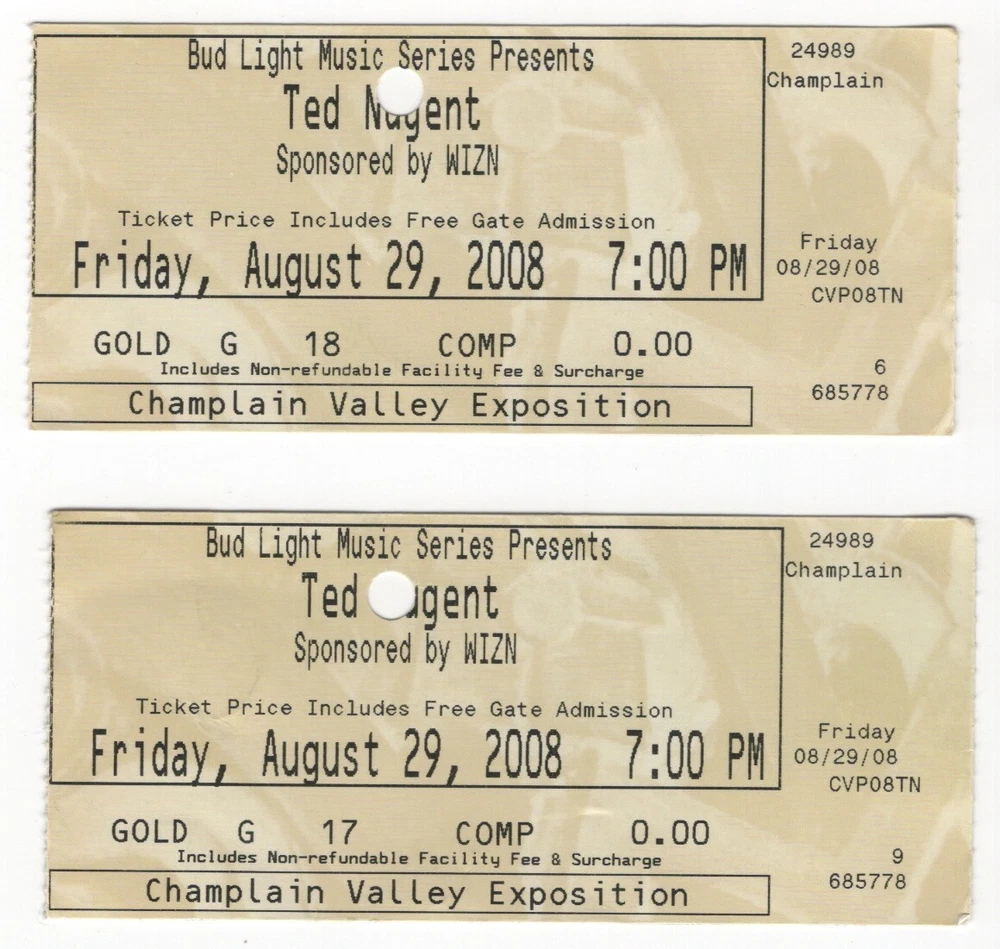 Bud Light Music Series Presents
Ted Nugent
Sponsored by WIZN
Ticket Price Includes Free Gate Admission
Friday, August 29, 2008 7:00 PM
GOLD G 18 COMP 0.00
Includes Non-refundable Facility Fee & Surcharge
Champlain Valley Exposition
24989
Champlain
Friday
08/29/08
CVP08TN
6
685778
Bud Light Music Series Presents
Ted ugent
Sponsored by WIZN
Ticket Price Includes Free Gate Admission
Friday, August 29, 2008 7:00 PM
GOLD G 17 COMP 0.00
Includes Non-refundable Facility Fee & Surcharge
Champlain Valley Exposition
24989
Champlain
Friday
08/29/08
CVP08TN
9
685778